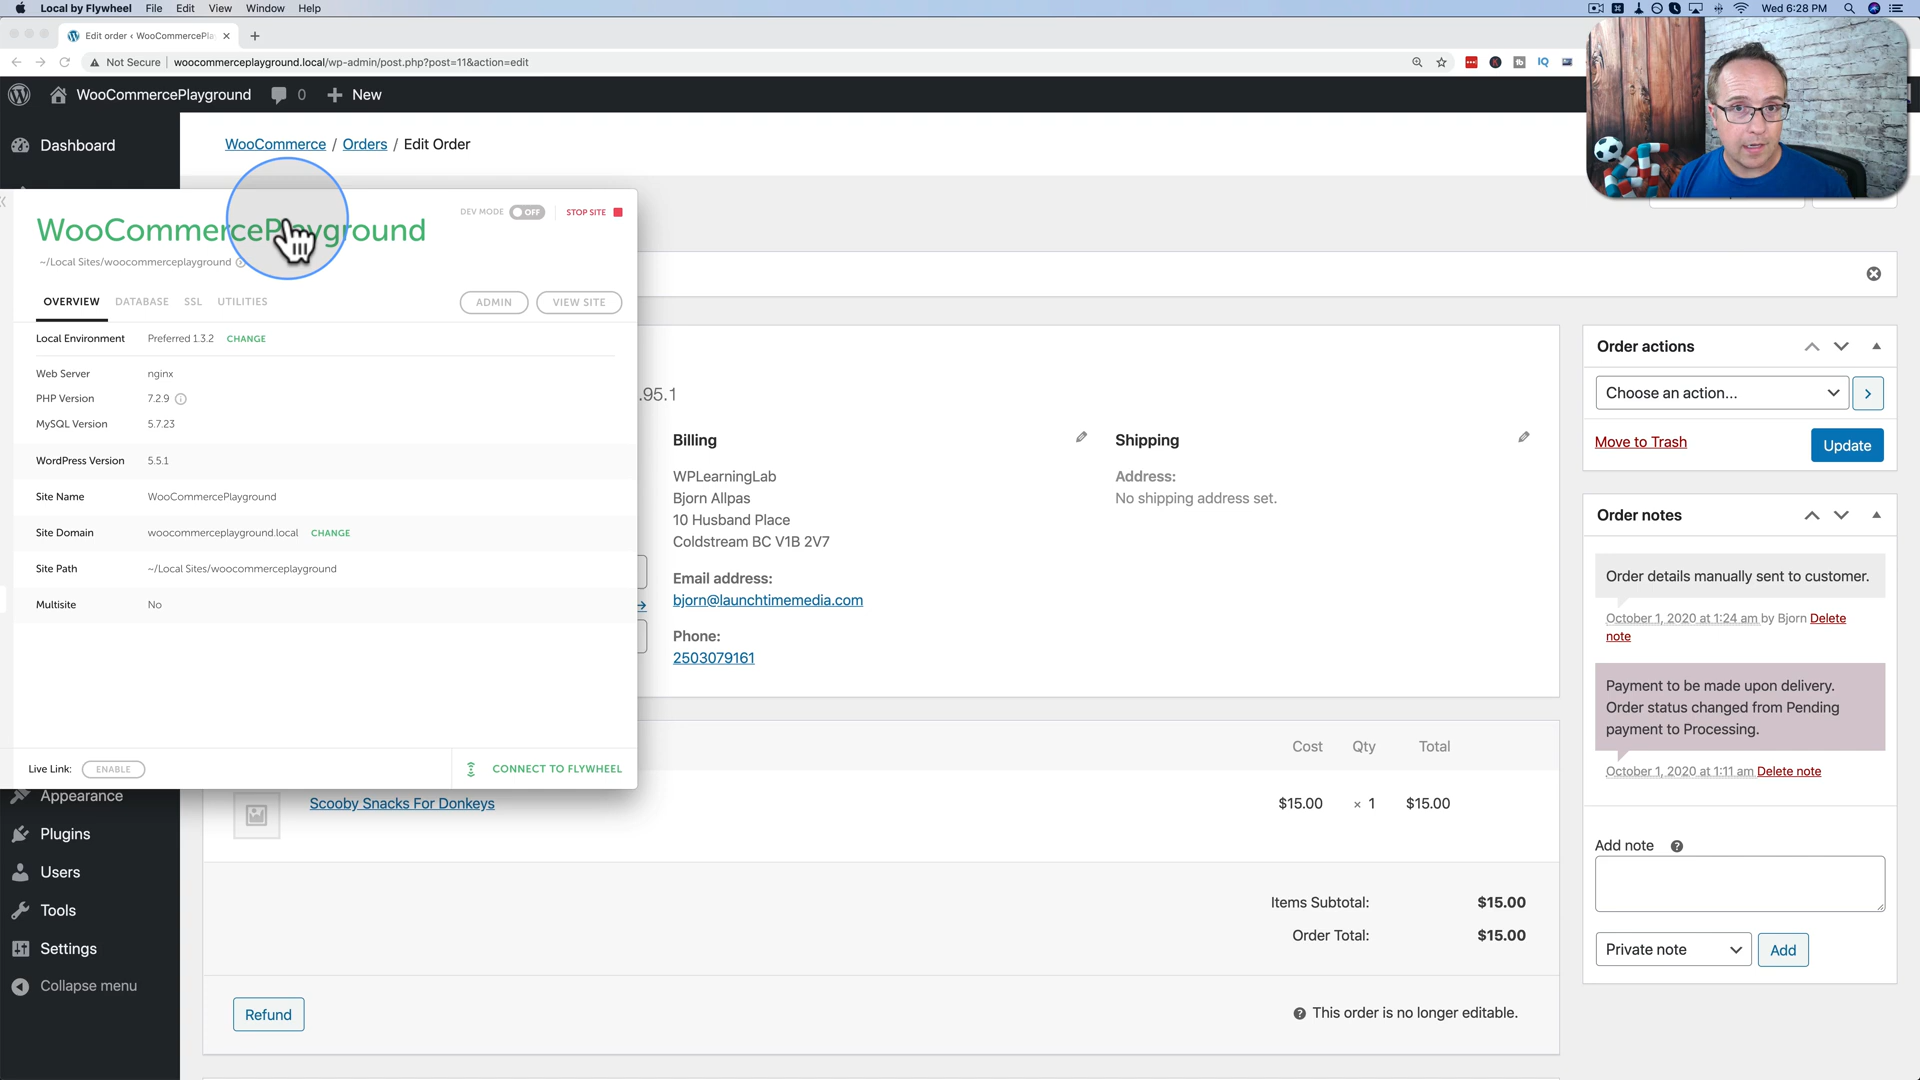 Local by Flywheel File Edit View Window Help
Wed 6:28 PM
Edit order ‹ WooCommercePla
Not Secure woocommerceplayground.local/wp-admin/post.php?post=11&action=edit
IQ
WooCommercePlayground 0 New
Dashboard
WooCommerce / Orders / Edit Order
WooCommercePlayground
DEV MODE OFF STOP SITE
~/Local Sites/woocommerceplayground
OVERVIEW DATABASE SSL UTILITIES ADMIN VIEW SITE
Local Environment Preferred 1.3.2 CHANGE
Web Server nginx
PHP Version 7.2.9
MySQL Version 5.7.23
WordPress Version 5.5.1
Site Name WooCommercePlayground
Site Domain woocommerceplayground.local CHANGE
Site Path ~/Local Sites/woocommerceplayground
Multisite No
Live Link: ENABLE CONNECT TO FLYWHEEL
.95.1
Billing
WPLearningLab
Bjorn Allpas
10 Husband Place
Coldstream BC V1B 2V7
Email address:
bjorn@launchtimemedia.com
Phone:
2503079161
Shipping
Address:
No shipping address set.
Order actions
Choose an action...
Move to Trash Update
Order notes
Order details manually sent to customer.
October 1, 2020 at 1:24 am by Bjorn Delete
note
Payment to be made upon delivery.
Order status changed from Pending
payment to Processing.
October 1, 2020 at 1:11 am Delete note
Add note
Private note Add
Cost Qty Total
Scooby Snacks For Donkeys $15.00 × 1 $15.00
Items Subtotal: $15.00
Order Total: $15.00
Refund This order is no longer editable.
Appearance
Plugins
Users
Tools
Settings
Collapse menu